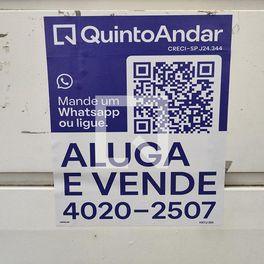 QuintoAndar
CRECI-SP J24.344
Mande um
Whatsapp
ou ligue.
ALUGA
E VENDE
4020-2507